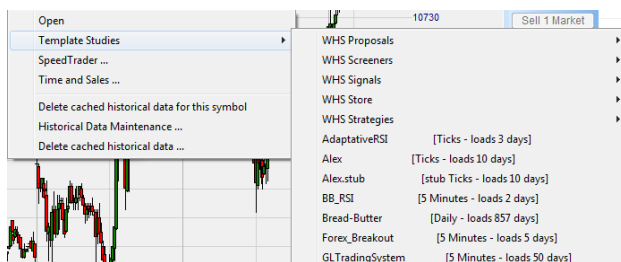 10730
Sell 1 Market
Open
Template Studies
SpeedTrader ...
Time and Sales ...
Delete cached historical data for this symbol
Historical Data Maintenance ...
Delete cached historical data ...
WHS Proposals
WHS Screeners
WHS Signals
WHS Store
WHS Strategies
AdaptativeRSI [Ticks - loads 3 days]
Alex [Ticks - loads 10 days]
Alex.stub [stub Ticks - loads 10 days]
BB_RSI [5 Minutes - loads 2 days]
Bread-Butter [Daily - loads 857 days]
Forex_Breakout [5 Minutes - loads 5 days]
GLTradingSystem [5 Minutes - loads 50 days]